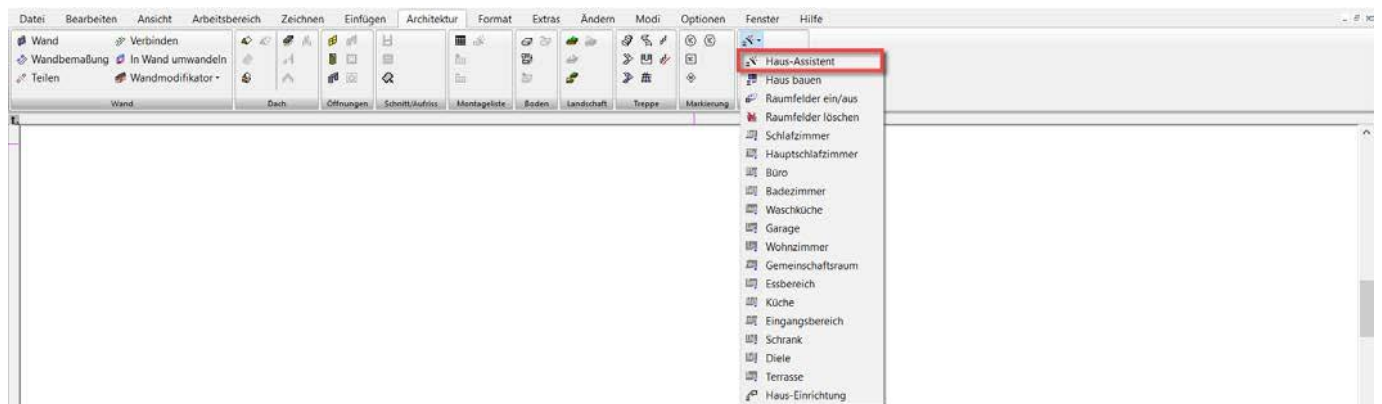 Datei Bearbeiten Ansicht Arbeitsbereich Zeichnen Einfügen Architektur Format Extras Ändern Modi Optionen Fenster Hilfe
Wand Verbinden
Wandbemaßung In Wand umwandeln
Teilen Wandmodifikator
Wand Dach Öffnungen Schnitt/Aufriss Montageliste Boden Landschaft Treppe Markierung
Haus-Assistent
Haus bauen
Raumfelder ein/aus
Raumfelder löschen
Schlafzimmer
Hauptschlafzimmer
Büro
Badezimmer
Waschküche
Garage
Wohnzimmer
Gemeinschaftsraum
Essbereich
Küche
Eingangsbereich
Schrank
Diele
Terrasse
Haus-Einrichtung